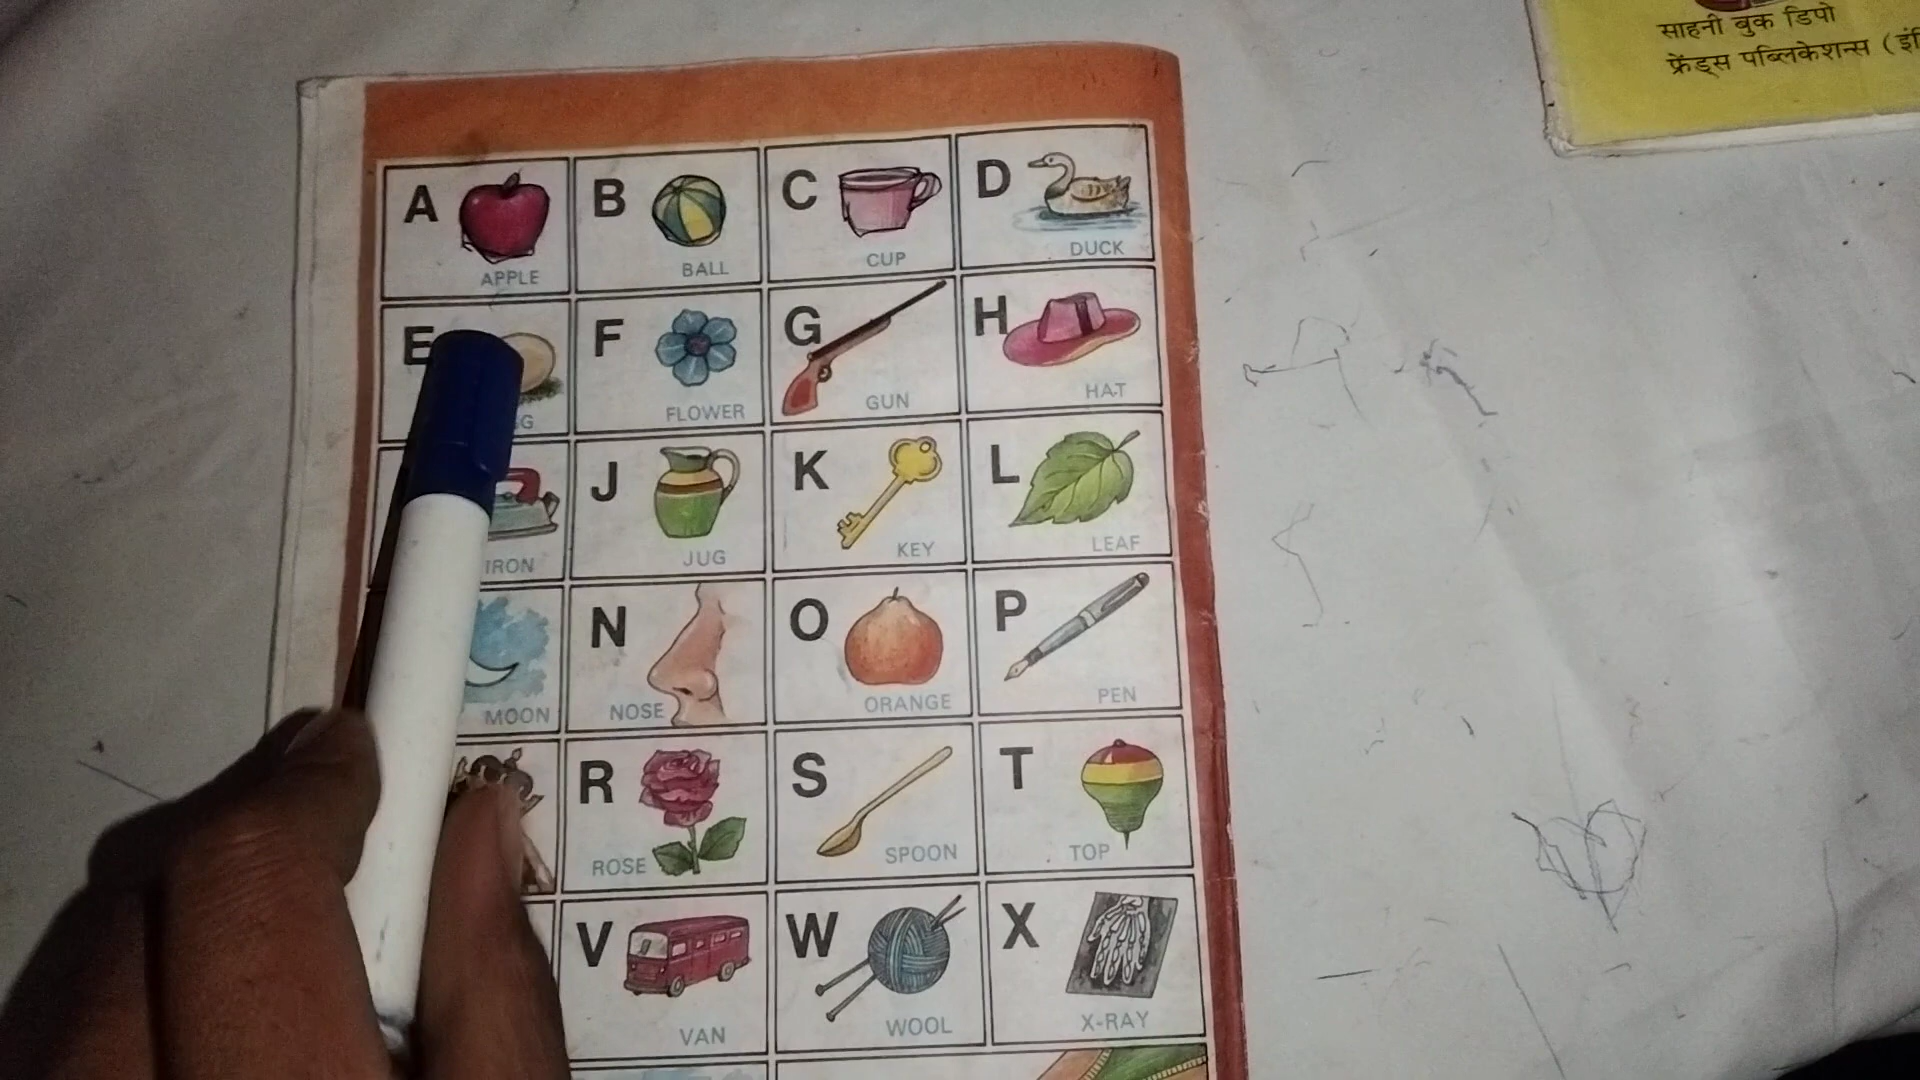 साहनी बुक डिपो
फ्रेंड्स पब्लिकेशन्स (
A B C D
APPLE BALL CUP DUCK
E F G H
FLOWER GUN HAT
J K L
IRON JUG KEY LEAF
N O P
MOON NOSE ORANGE PEN
R S T
ROSE SPOON TOP
V W X
VAN WOOL X-RAY